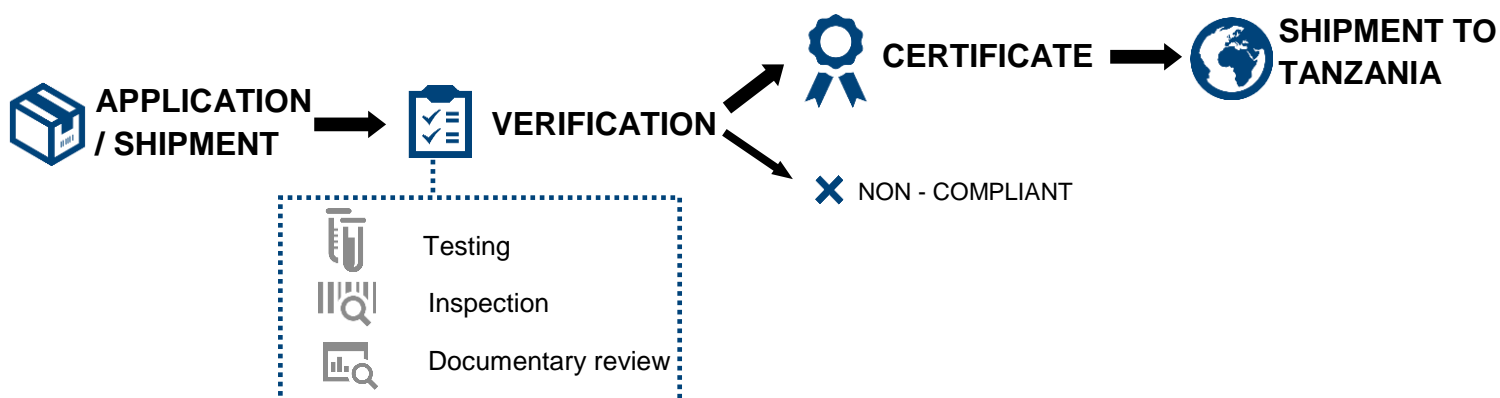 APPLICATION
/ SHIPMENT
VERIFICATION
CERTIFICATE
SHIPMENT TO
TANZANIA
NON - COMPLIANT
Testing
Inspection
Documentary review